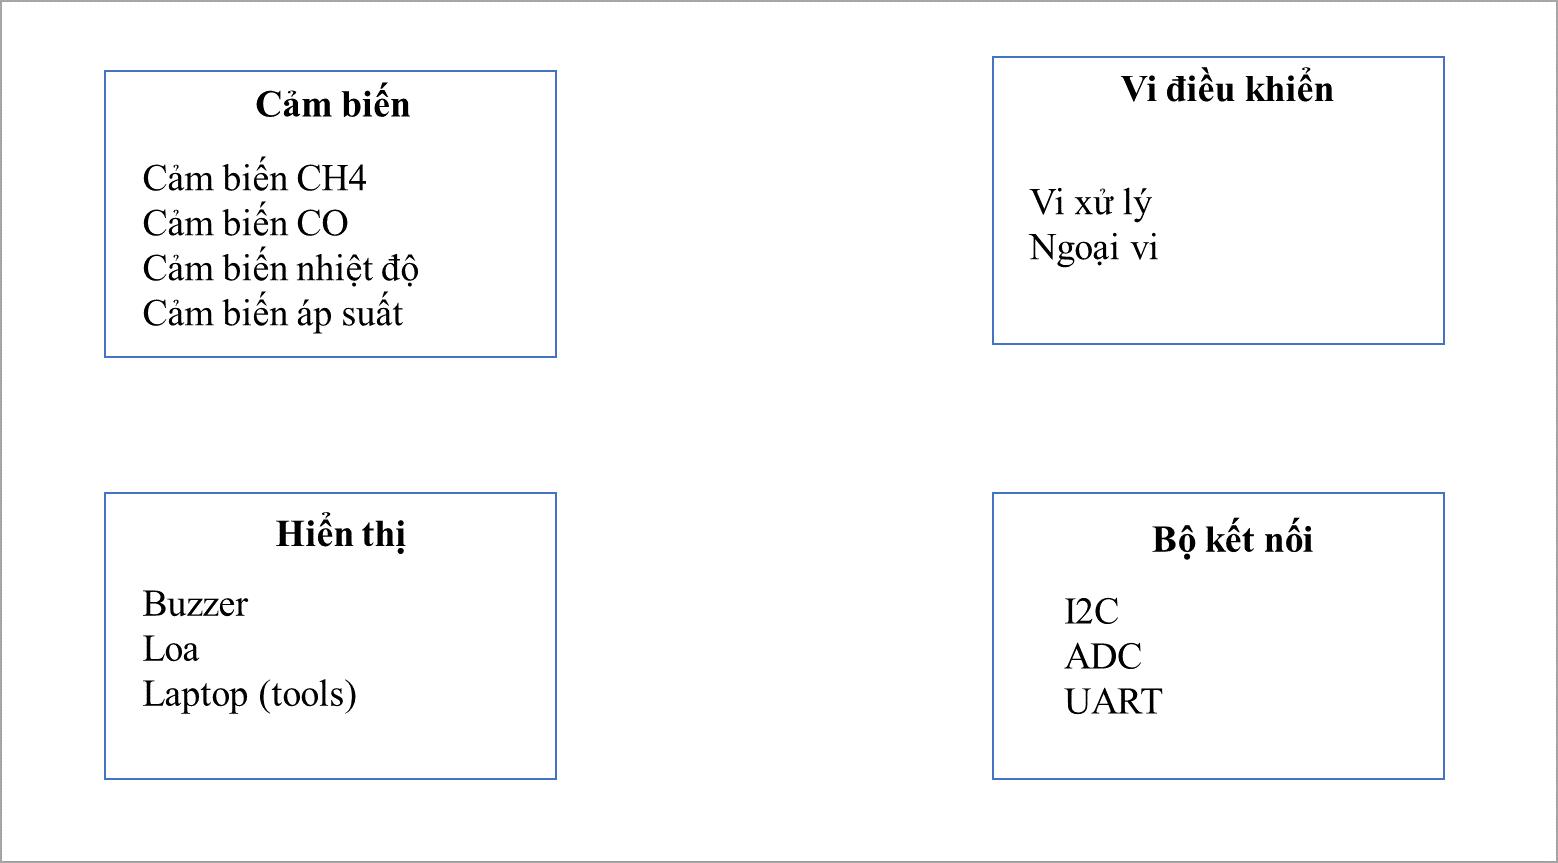 Cảm biến
Cảm biến CH4
Cảm biến CO
Cảm biến nhiệt độ
Cảm biến áp suất
Vi điều khiển
Vi xử lý
Ngoại vi
Hiển thị
Buzzer
Loa
Laptop (tools)
Bộ kết nối
I2C
ADC
UART